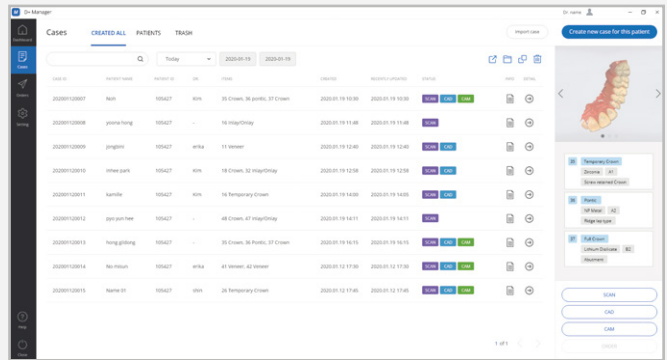 D+ Manager
Dr. name
Cases CREATED ALL PATIENTS TRASH
Import case
Create new case for this patient
Dashboard
Cases
Orders
Setting
Help
Close
Today 2020-01-19 2020-01-19
CASE ID PATIENT NAME PATIENT ID DR. ITEMS CREATED RECENTLY UPDATED STATUS INFO DETAIL
202001120007 Noh 105427 Kim 35 Crown, 36 pontic, 37 Crown 2020.01.19 10:30 2020.01.19 10:30 SCAN CAD CAM
202001120008 yoona hong 105427 - 16 Inlay/Onlay 2020.01.19 11:48 2020.01.19 11:48 SCAN
202001120009 jongbini 105427 erika 11 Veneer 2020.01.19 12:40 2020.01.19 12:40 SCAN CAD
202001120010 inhee park 105427 Kim 18 Crown, 32 Inlay/Onlay 2020.01.19 12:58 2020.01.19 12:58 SCAN CAD
202001120011 kamille 105427 Kim 16 Temporary Crown 2020.01.19 14:00 2020.01.19 14:05 SCAN CAD
202001120012 pyo yon hee 105427 - 48 Crown, 47 Inlay/Onlay 2020.01.19 14:11 2020.01.19 14:11 SCAN
202001120013 hong gildong 105427 - 35 Crown, 36 Pontic, 37 Crown 2020.01.19 16:15 2020.01.19 16:15 SCAN CAD CAM
202001120014 No misun 105427 erika 41 Veneer, 42 Veneer 2020.01.12 17:30 2020.01.12 17:30 SCAN CAD CAM
202001120015 Name 01 105427 shin 26 Temporary Crown 2020.01.12 17:45 2020.01.12 17:45 SCAN CAD CAM
1 of 1
35 Temporary Crown
Zirconia A1
Screw retained Crown
36 Pontic
NP Metal A2
Ridge lap type
37 Full Crown
Lithium Disilicate B2
Abutment
SCAN
CAD
CAM
ORDER